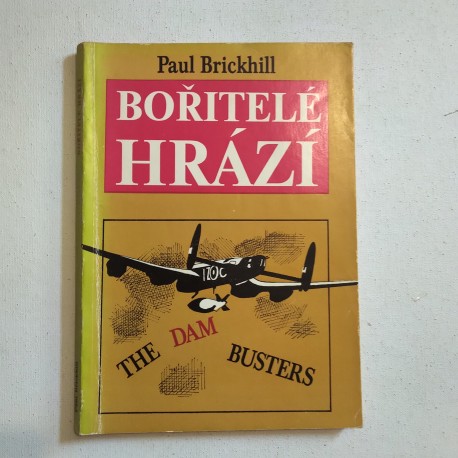 Paul Brickhill
BOŘITELÉ
HRÁZÍ
THE DAM BUSTERS